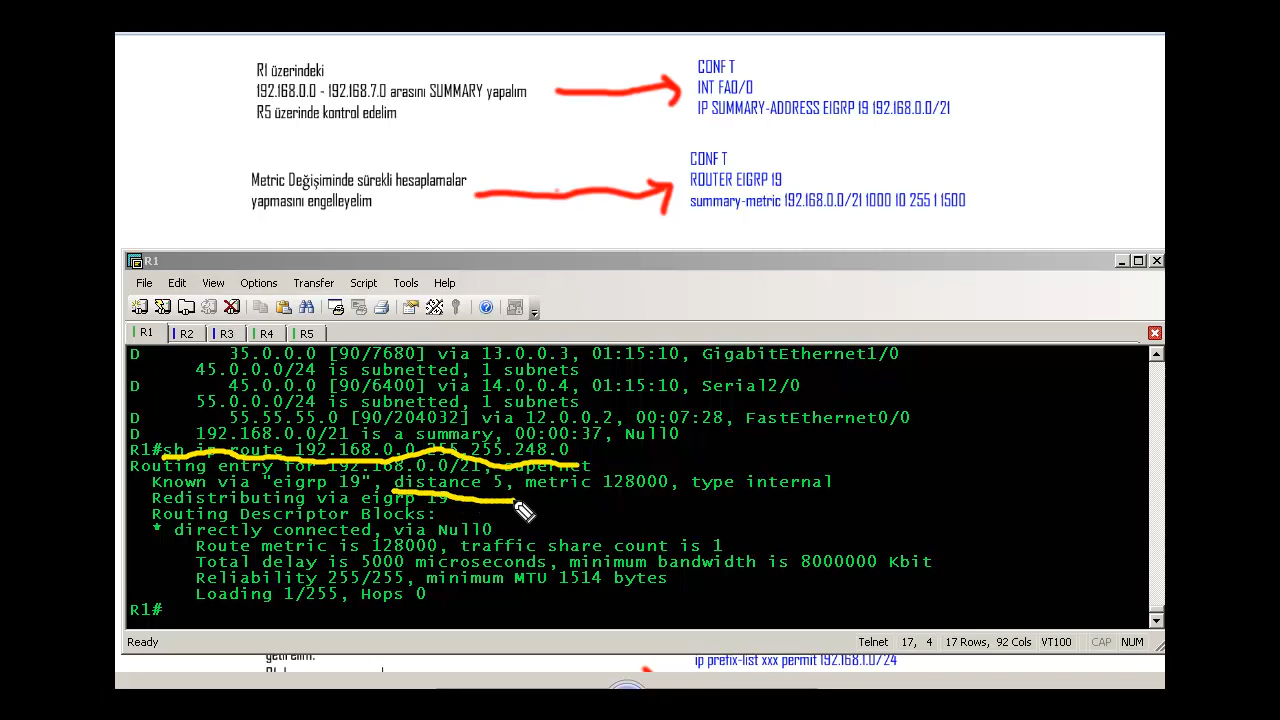 R1 üzerindeki
192.168.0.0 - 192.168.7.0 arasını SUMMARY yapalım
R5 üzerinde kontrol edelim
CONF T
INT FA0/0
IP SUMMARY-ADDRESS EIGRP 19 192.168.0.0/21
Metric Değişiminde sürekli hesaplamalar
yapmasını engelleyelim
CONF T
ROUTER EIGRP 19
summary-metric 192.168.0.0/21 1000 10 255 1 1500
R1
File Edit View Options Transfer Script Tools Help
R1 R2 R3 R4 R5
D 35.0.0.0 [90/7680] via 13.0.0.3, 01:15:10, GigabitEthernet1/0
45.0.0.0/24 is subnetted, 1 subnets
D 45.0.0.0 [90/6400] via 14.0.0.4, 01:15:10, Serial2/0
55.0.0.0/24 is subnetted, 1 subnets
D 55.55.55.0 [90/204032] via 12.0.0.2, 00:07:28, FastEthernet0/0
D 192.168.0.0/21 is a summary, 00:00:37, Null0
R1#sh ip route 192.168.0.0 255.255.248.0
Routing entry for 192.168.0.0/21, supernet
Known via "eigrp 19", distance 5, metric 128000, type internal
Redistributing via eigrp 19
Routing Descriptor Blocks:
* directly connected, via Null0
Route metric is 128000, traffic share count is 1
Total delay is 5000 microseconds, minimum bandwidth is 8000000 Kbit
Reliability 255/255, minimum MTU 1514 bytes
Loading 1/255, Hops 0
R1#
Ready Telnet 17, 4 17 Rows, 92 Cols VT100 CAP NUM
getirelim.
ip prefix-list xxx permit 192.168.1.0/24